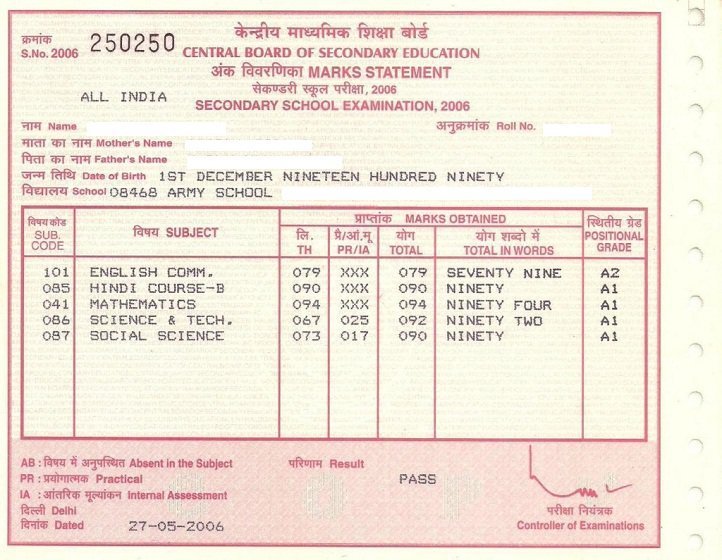 केन्द्रीय माध्यमिक शिक्षा बोर्ड
क्रमांक
S.No. 2006 250250 CENTRAL BOARD OF SECONDARY EDUCATION
अंक विवरणिका MARKS STATEMENT
सेकण्डरी स्कूल परीक्षा, 2006
ALL INDIA
SECONDARY SCHOOL EXAMINATION, 2006
नाम Name अनुक्रमांक Roll No.
माता का नाम Mother's Name
पिता का नाम Father's Name
जन्म तिथि Date of Birth 1ST DECEMBER NINETEEN HUNDRED NINETY
विद्यालय School 08468 ARMY SCHOOL
विषय कोड SUB. CODE विषय SUBJECT प्राप्तांक MARKS OBTAINED स्थितीय ग्रेड POSITIONAL GRADE
लि. TH प्रै/आं.मू PR/IA योग TOTAL योग शब्दो में TOTAL IN WORDS
101 ENGLISH COMM. 079 XXX 079 SEVENTY NINE A2
085 HINDI COURSE-B 090 XXX 090 NINETY A1
041 MATHEMATICS 094 XXX 094 NINETY FOUR A1
086 SCIENCE & TECH. 067 025 092 NINETY TWO A1
087 SOCIAL SCIENCE 073 017 090 NINETY A1
AB : विषय में अनुपस्थित Absent in the Subject परिणाम Result
PR : प्रयोगात्मक Practical PASS
IA : आंतरिक मूल्यांकन Internal Assessment
दिल्ली Delhi परीक्षा नियंत्रक
दिनांक Dated 27-05-2006 Controller of Examinations